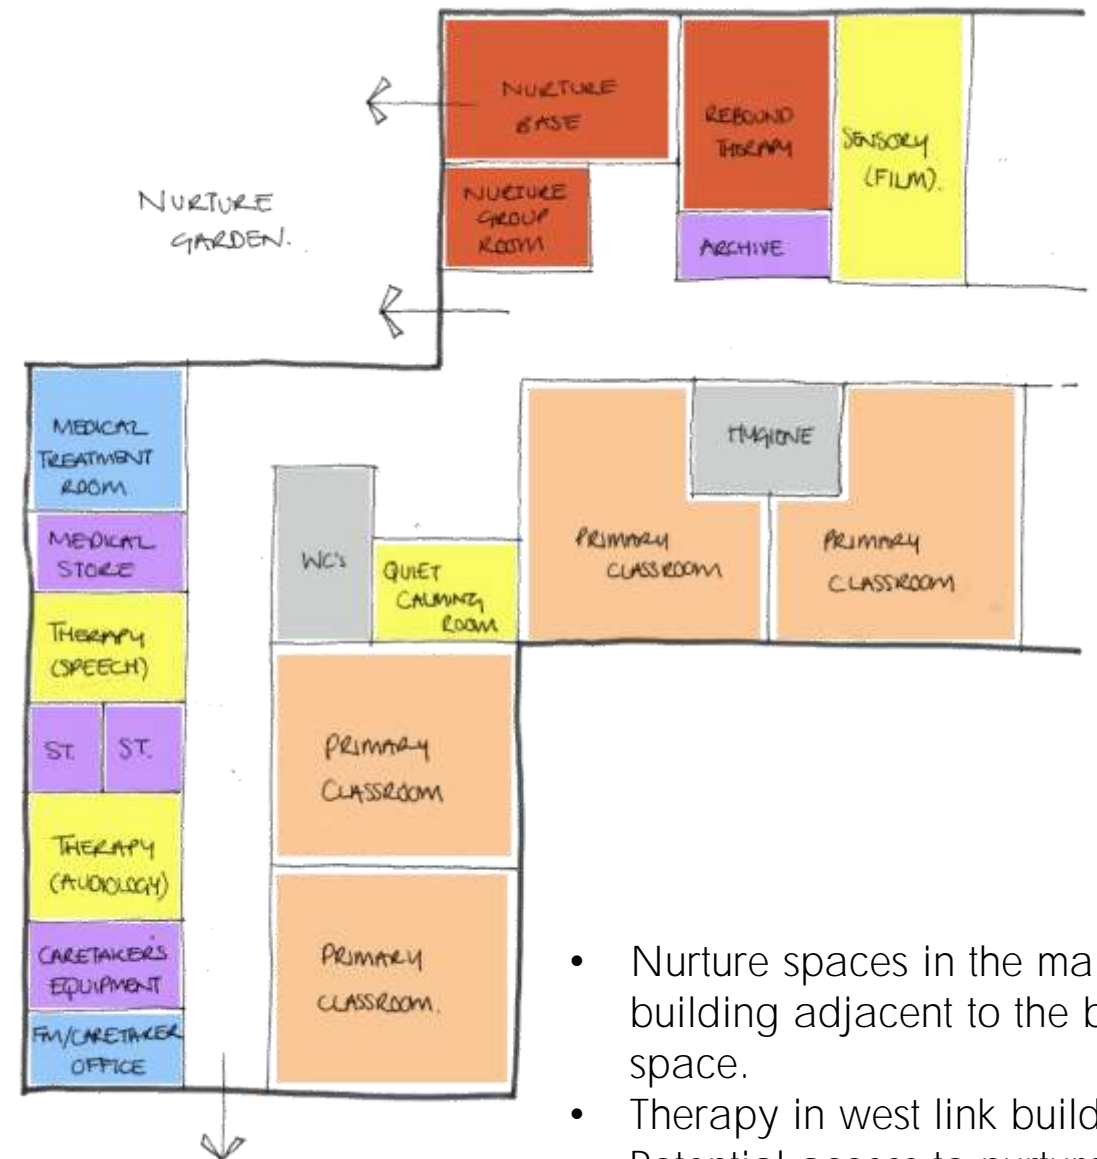 NURTURE
BASE
REBOUND
THERAPY
SENSORY
(FILM).
NURTURE
GARDEN.
NURTURE
GROUP
ROOM
ARCHIVE
MEDICAL
TREATMENT
ROOM
HYGIENE
MEDICAL
STORE
WC's
QUIET
CALMING
ROOM
PRIMARY
CLASSROOM
PRIMARY
CLASSROOM
THERAPY
(SPEECH)
ST.
ST.
PRIMARY
CLASSROOM
THERAPY
(AUDIOLOGY)
CARETAKER'S
EQUIPMENT
PRIMARY
CLASSROOM.
FM/CARETAKER
OFFICE
• Nurture spaces in the ma
building adjacent to the b
space.
• Therapy in west link build